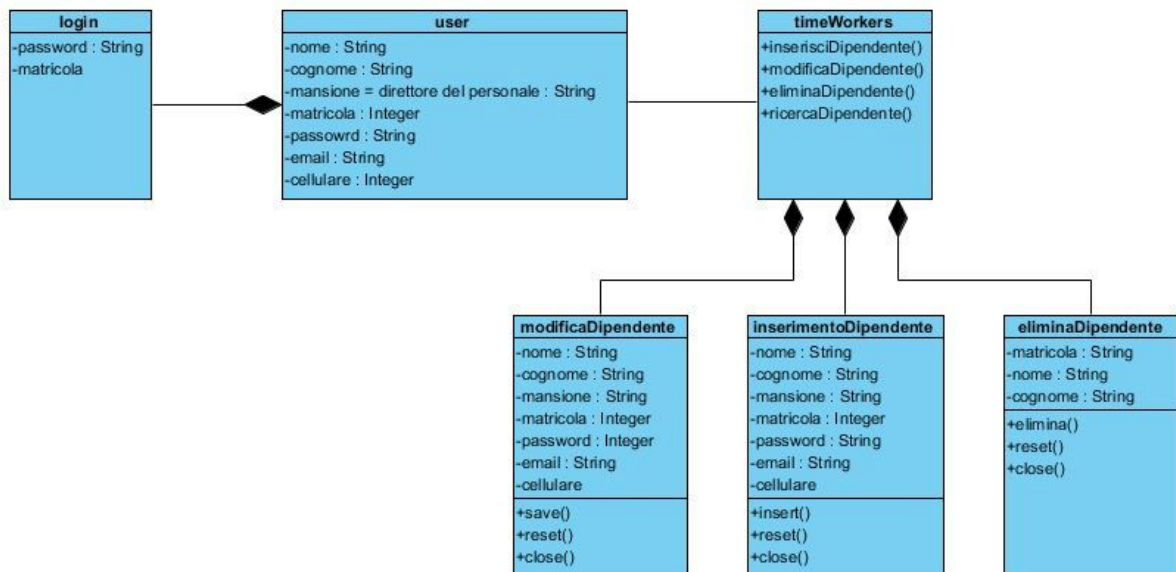 login
-password : String
-matricola
user
-nome : String
-cognome : String
-mansione = direttore del personale : String
-matricola : Integer
-passowrd : String
-email : String
-cellulare : Integer
timeWorkers
+inserisciDipendente()
+modificaDipendente()
+eliminaDipendente()
+ricercaDipendente()
modificaDipendente
-nome : String
-cognome : String
-mansione : String
-matricola : Integer
-password : Integer
-email : String
-cellulare
+save()
+reset()
+close()
inserimentoDipendente
-nome : String
-cognome : String
-mansione : String
-matricola : Integer
-password : String
-email : String
-cellulare
+insert()
+reset()
+close()
eliminaDipendente
-matricola : String
-nome : String
-cognome : String
+elimina()
+reset()
+close()